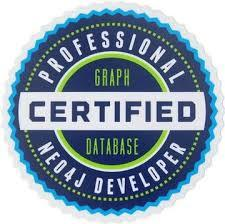 PROFESSIONAL
GRAPH
CERTIFIED
DATABASE
NEO4J DEVELOPER